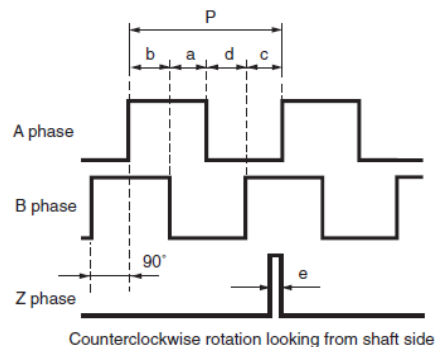 P
b a d c
A phase
B phase
90°
e
Z phase
Counterclockwise rotation looking from shaft side